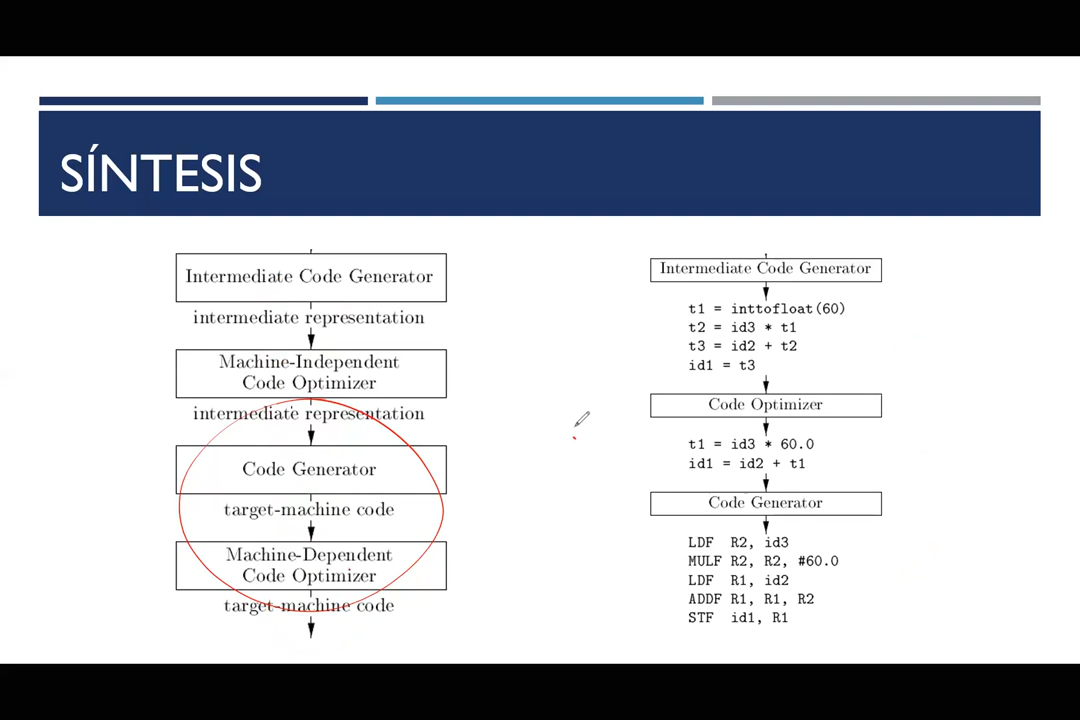 SÍNTESIS
Intermediate Code Generator
intermediate representation
Machine-Independent
Code Optimizer
intermediate representation
Code Generator
target-machine code
Machine-Dependent
Code Optimizer
target-machine code
Intermediate Code Generator
t1 = inttofloat(60)
t2 = id3 * t1
t3 = id2 + t2
id1 = t3
Code Optimizer
t1 = id3 * 60.0
id1 = id2 + t1
Code Generator
LDF R2, id3
MULF R2, R2, #60.0
LDF R1, id2
ADDF R1, R1, R2
STF id1, R1